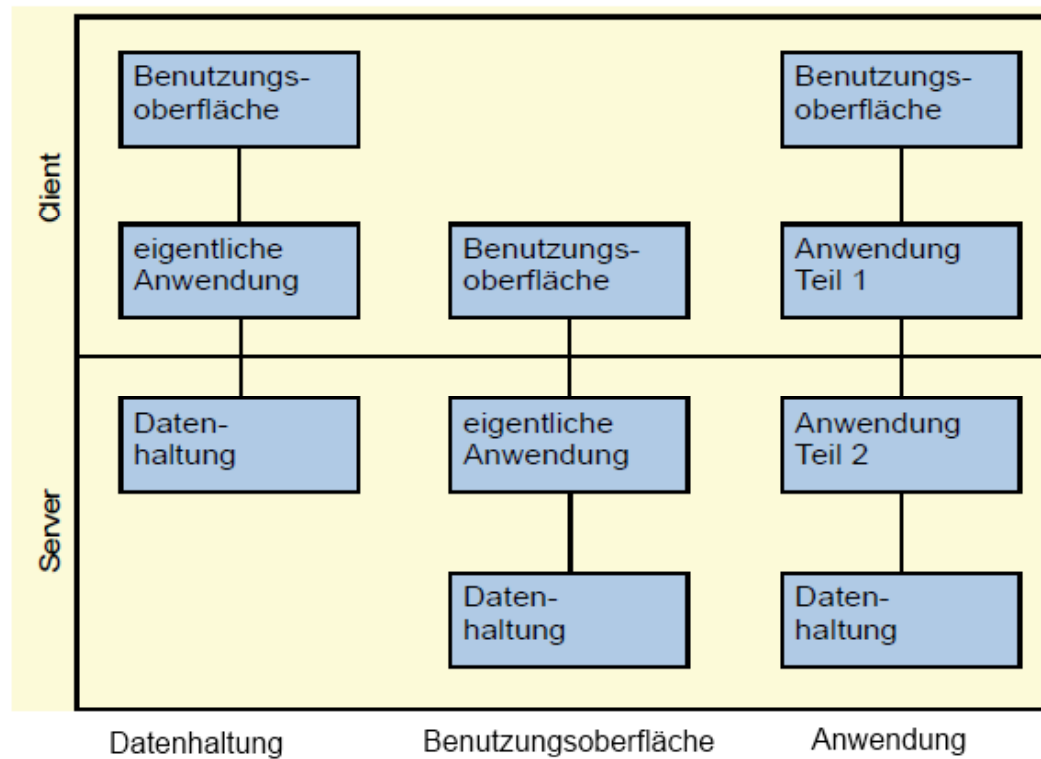 Client
Benutzungs-
oberfläche
Benutzungs-
oberfläche
eigentliche
Anwendung
Benutzungs-
oberfläche
Anwendung
Teil 1
Server
Daten-
haltung
eigentliche
Anwendung
Anwendung
Teil 2
Daten-
haltung
Daten-
haltung
Datenhaltung
Benutzungsoberfläche
Anwendung